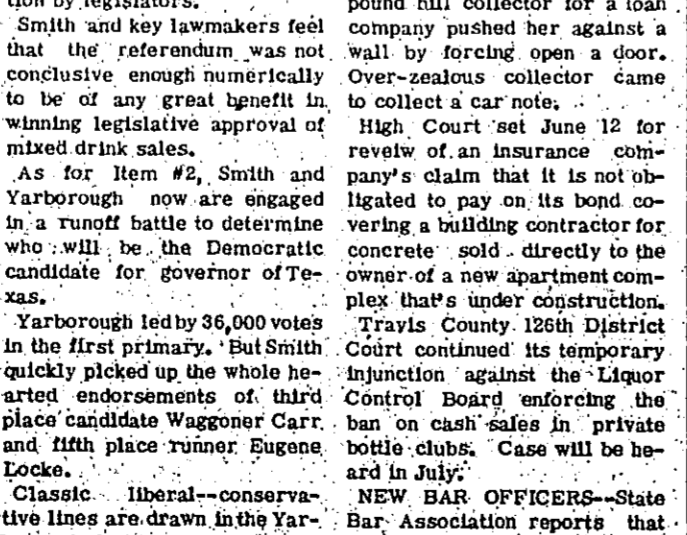 tion by legislators.
Smith and key lawmakers feel
that the referendum was not
conclusive enough numerically
to be of any great benefit in
winning legislative approval of
mixed drink sales.
As for Item #2, Smith and
Yarborough now are engaged
in a runoff battle to determine
who will be the Democratic
candidate for governor of Te-
xas.
Yarborough led by 36,000 votes
in the first primary. But Smith
quickly picked up the whole he-
arted endorsements of third
place candidate Waggoner Carr
and fifth place runner Eugene
Locke.
Classic liberal--conserva-
tive lines are drawn in the Yar-
pound bill collector for a loan
company pushed her against a
wall by forcing open a door.
Over-zealous collector came
to collect a car note.
High Court set June 12 for
reveiw of an insurance com-
pany's claim that it is not ob-
ligated to pay on its bond co-
vering a building contractor for
concrete sold directly to the
owner of a new apartment com-
plex that's under construction.
Travis County 126th District
Court continued its temporary
injunction against the Liquor
Control Board enforcing the
ban on cash sales in private
bottle clubs. Case will be he-
ard in July.
NEW BAR OFFICERS--State
Bar Association reports that